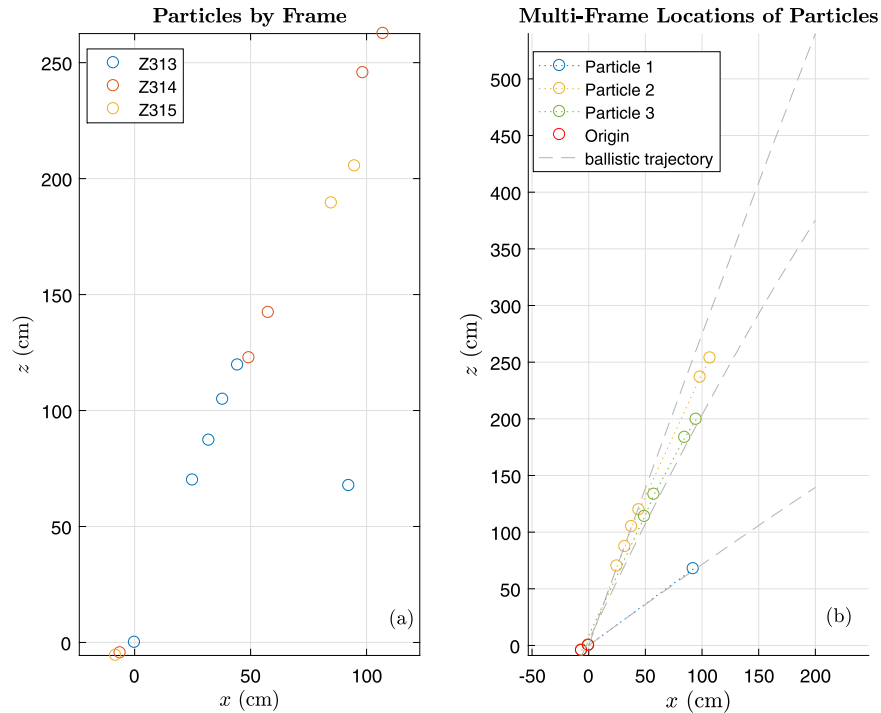 Particles by Frame
Z313
Z314
Z315
250
200
150
100
50
0
0
50
100
z (cm)
x (cm)
(a)
Multi-Frame Locations of Particles
Particle 1
Particle 2
Particle 3
Origin
ballistic trajectory
500
450
400
350
300
250
200
150
100
50
0
-50
0
50
100
150
200
z (cm)
x (cm)
(b)